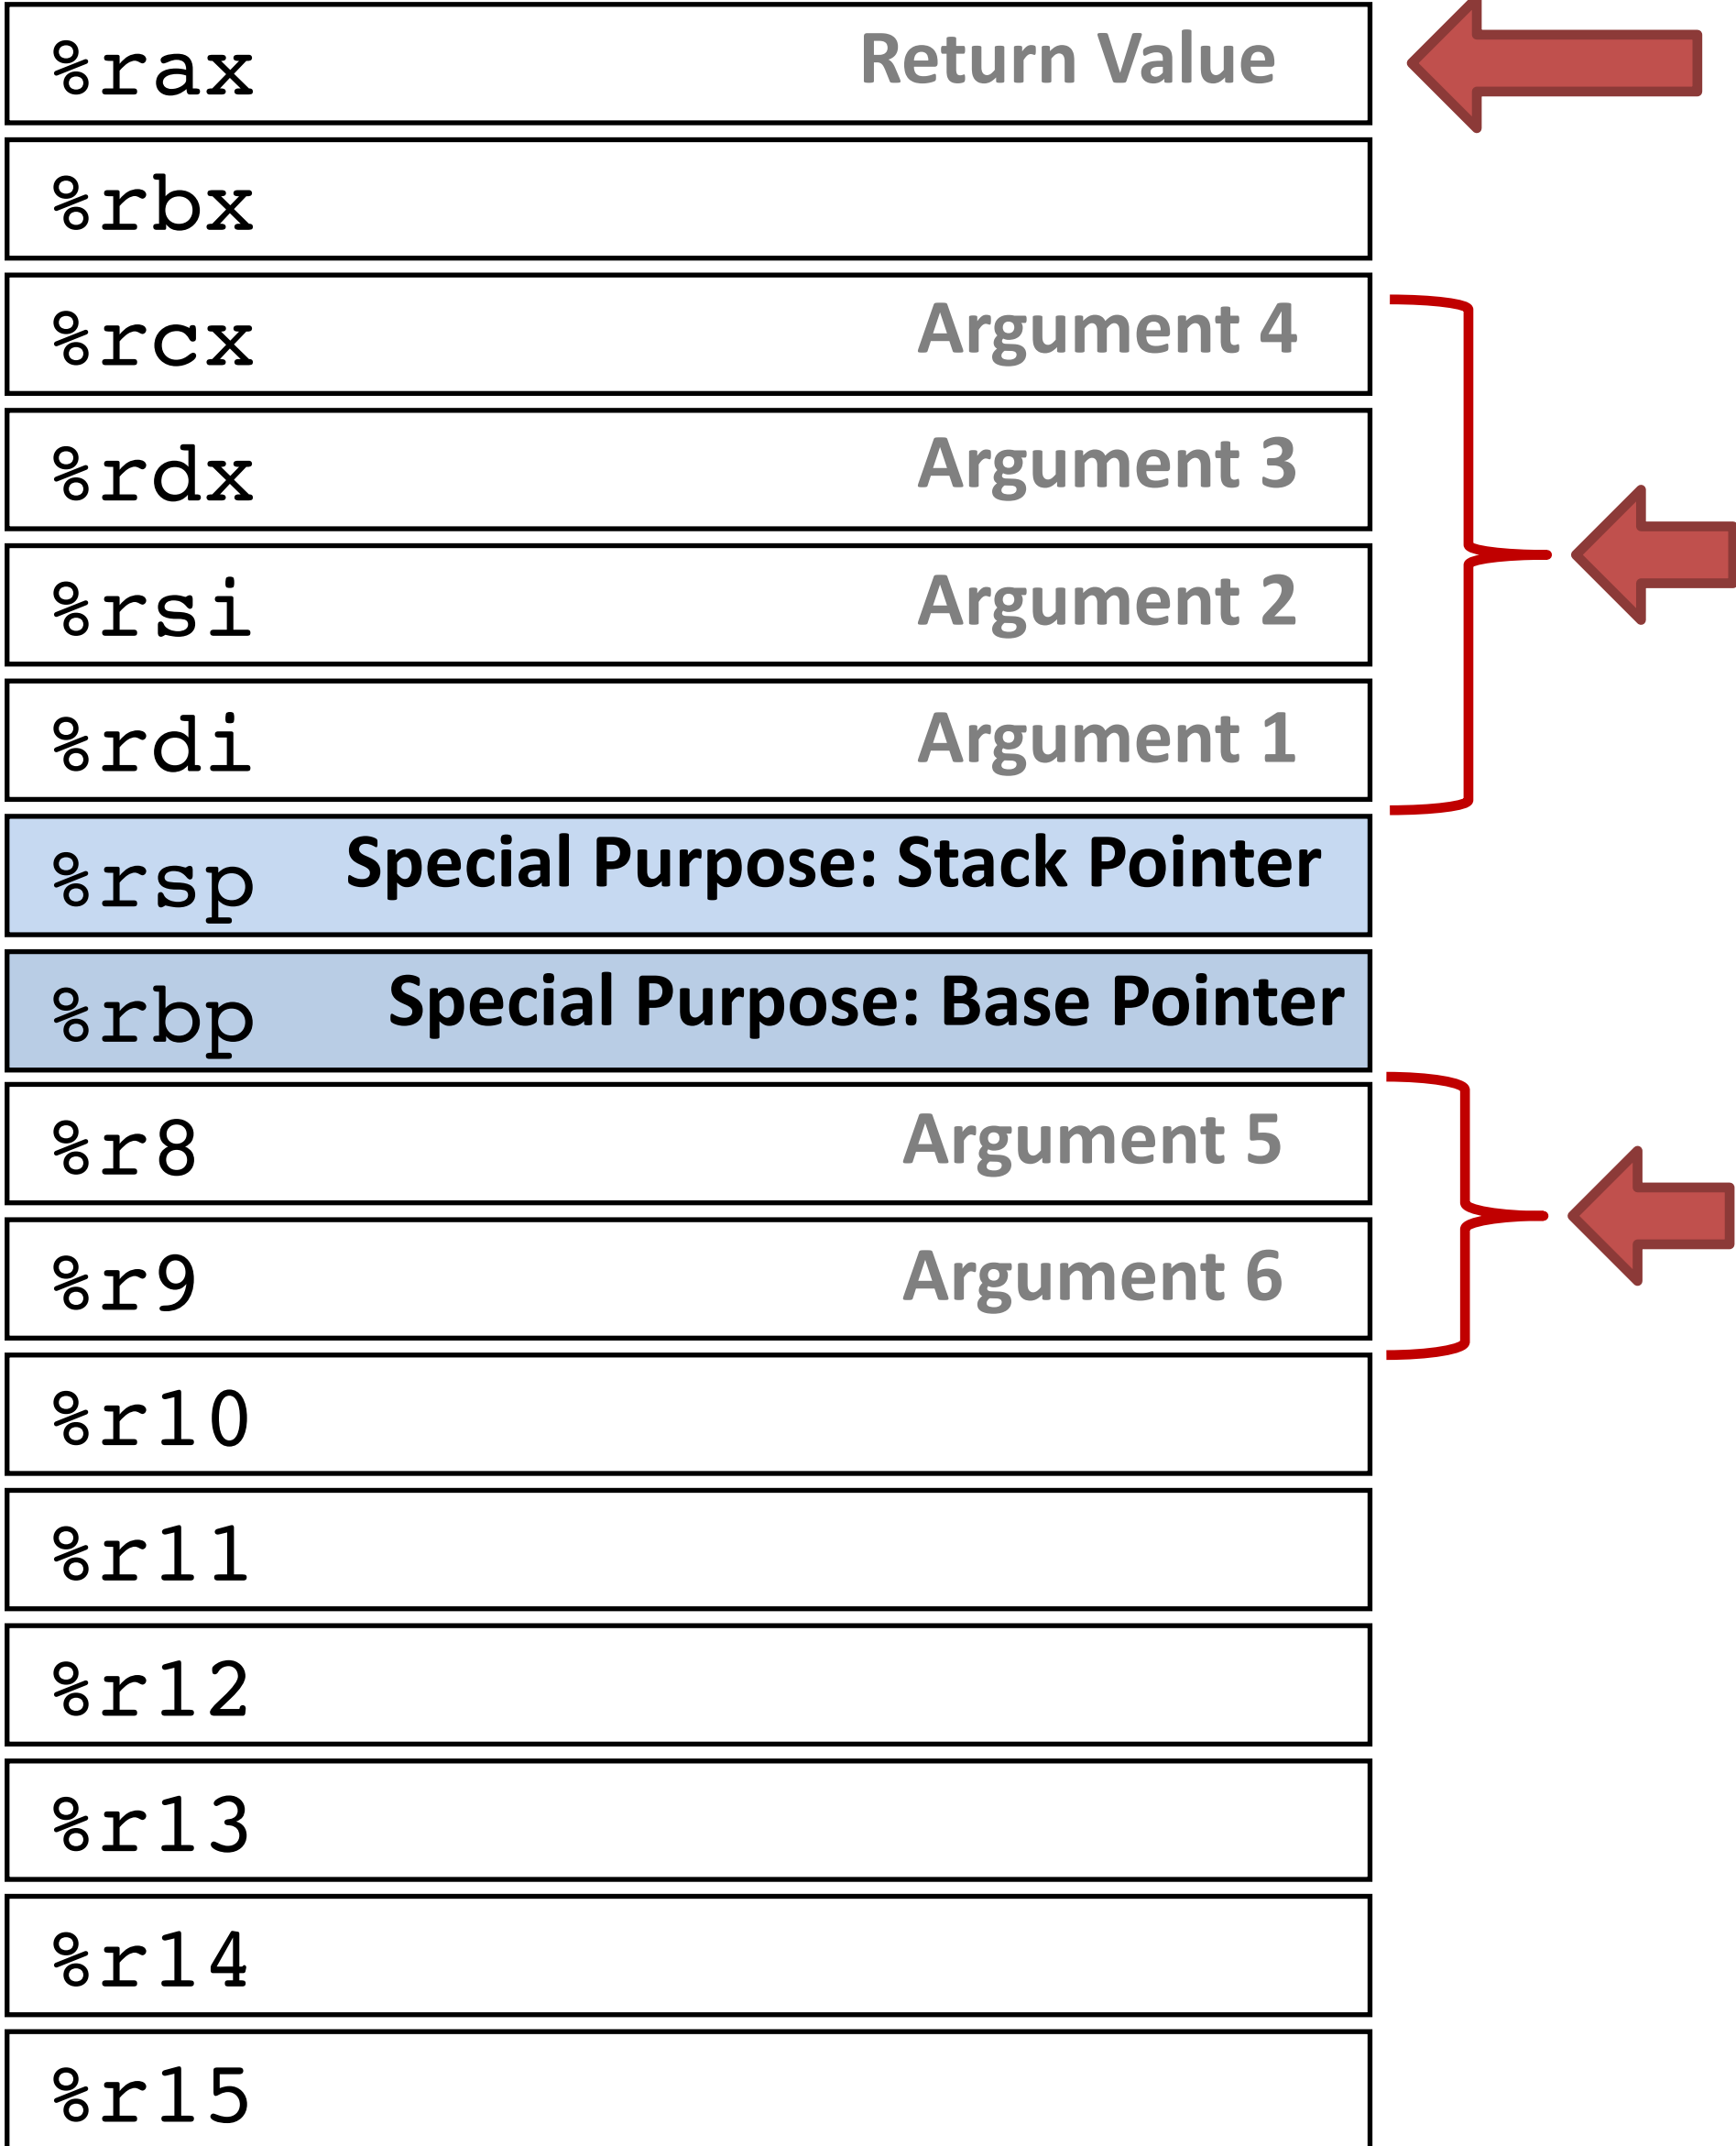 %rax Return Value
%rbx
%rcx Argument 4
%rdx Argument 3
%rsi Argument 2
%rdi Argument 1
%rsp Special Purpose: Stack Pointer
%rbp Special Purpose: Base Pointer
%r8 Argument 5
%r9 Argument 6
%r10
%r11
%r12
%r13
%r14
%r15